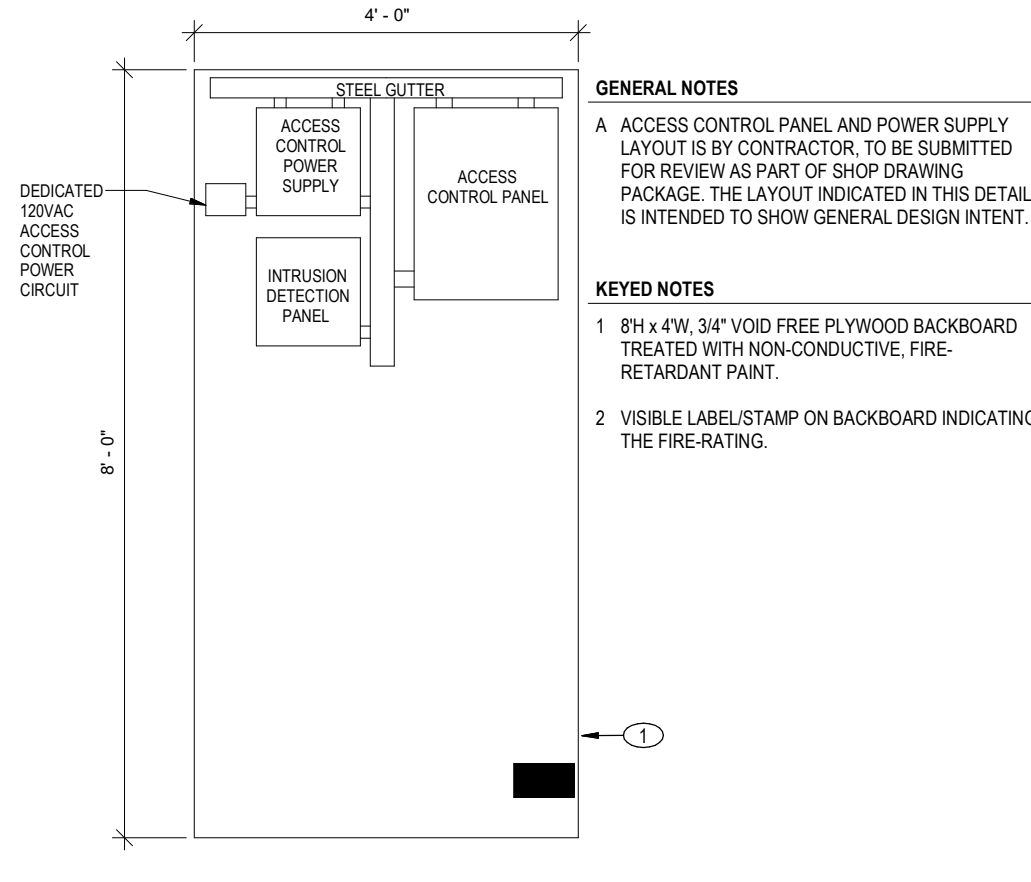 4' - 0"
STEEL GUTTER
ACCESS
CONTROL
POWER
SUPPLY
ACCESS
CONTROL PANEL
DEDICATED
120VAC
ACCESS
CONTROL
POWER
CIRCUIT
INTRUSION
DETECTION
PANEL
8' - 0"
1
GENERAL NOTES
A ACCESS CONTROL PANEL AND POWER SUPPLY
LAYOUT IS BY CONTRACTOR, TO BE SUBMITTED
FOR REVIEW AS PART OF SHOP DRAWING
PACKAGE. THE LAYOUT INDICATED IN THIS DETAIL
IS INTENDED TO SHOW GENERAL DESIGN INTENT.
KEYED NOTES
1 8'H x 4'W, 3/4" VOID FREE PLYWOOD BACKBOARD
TREATED WITH NON-CONDUCTIVE, FIRE-
RETARDANT PAINT.
2 VISIBLE LABEL/STAMP ON BACKBOARD INDICATING
THE FIRE-RATING.